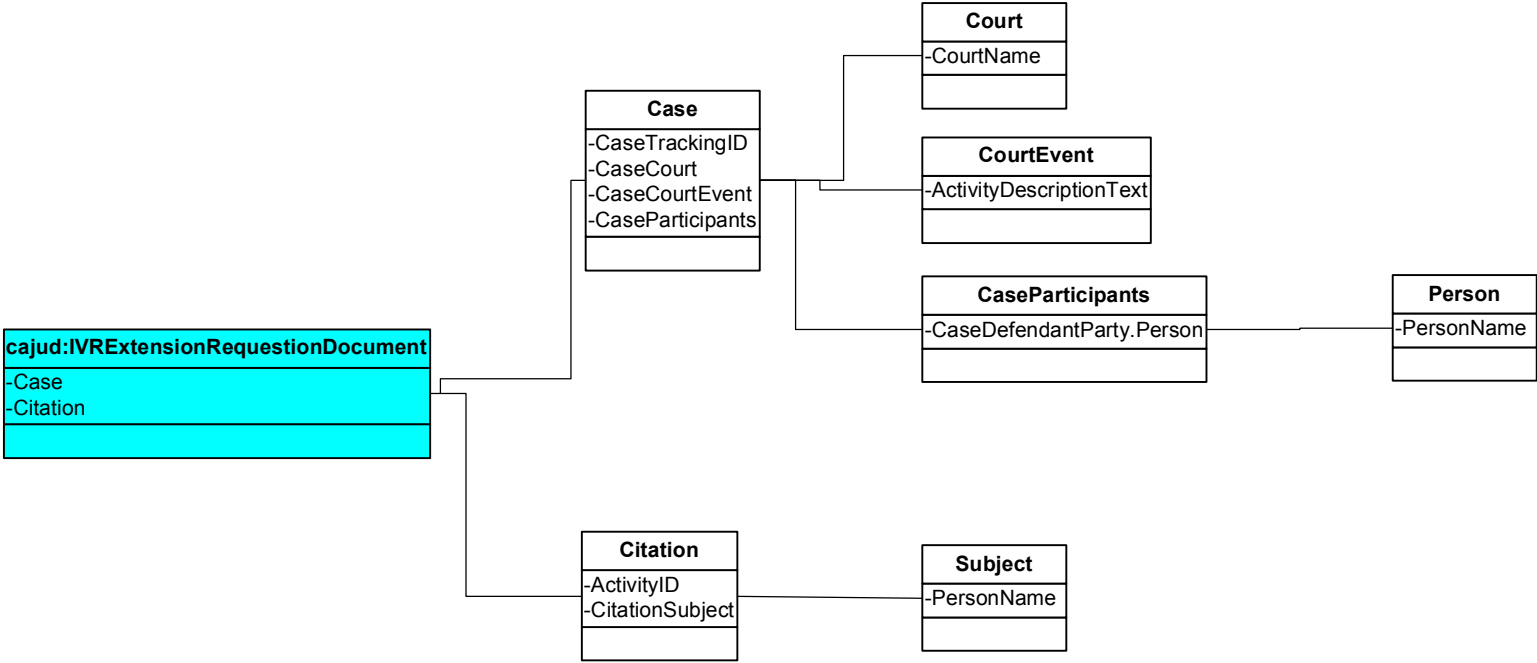 Court
-CourtName
Case
-CaseTrackingID
-CaseCourt
-CaseCourtEvent
-CaseParticipants
CourtEvent
-ActivityDescriptionText
CaseParticipants
-CaseDefendantParty.Person
Person
-PersonName
cajud:IVRExtensionRequestionDocument
-Case
-Citation
Citation
-ActivityID
-CitationSubject
Subject
-PersonName